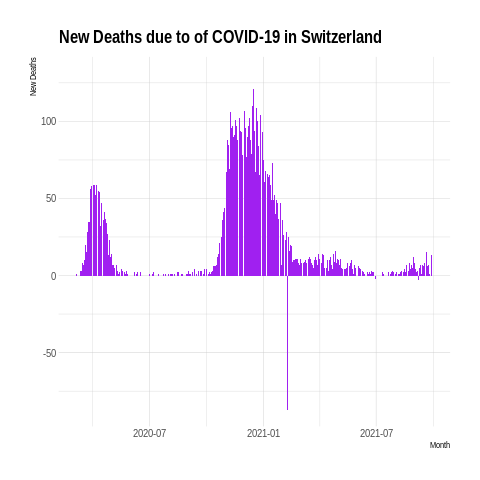 New Deaths due to of COVID-19 in Switzerland
New Deaths
100
50
0
-50
2020-07
2021-01
2021-07
Month